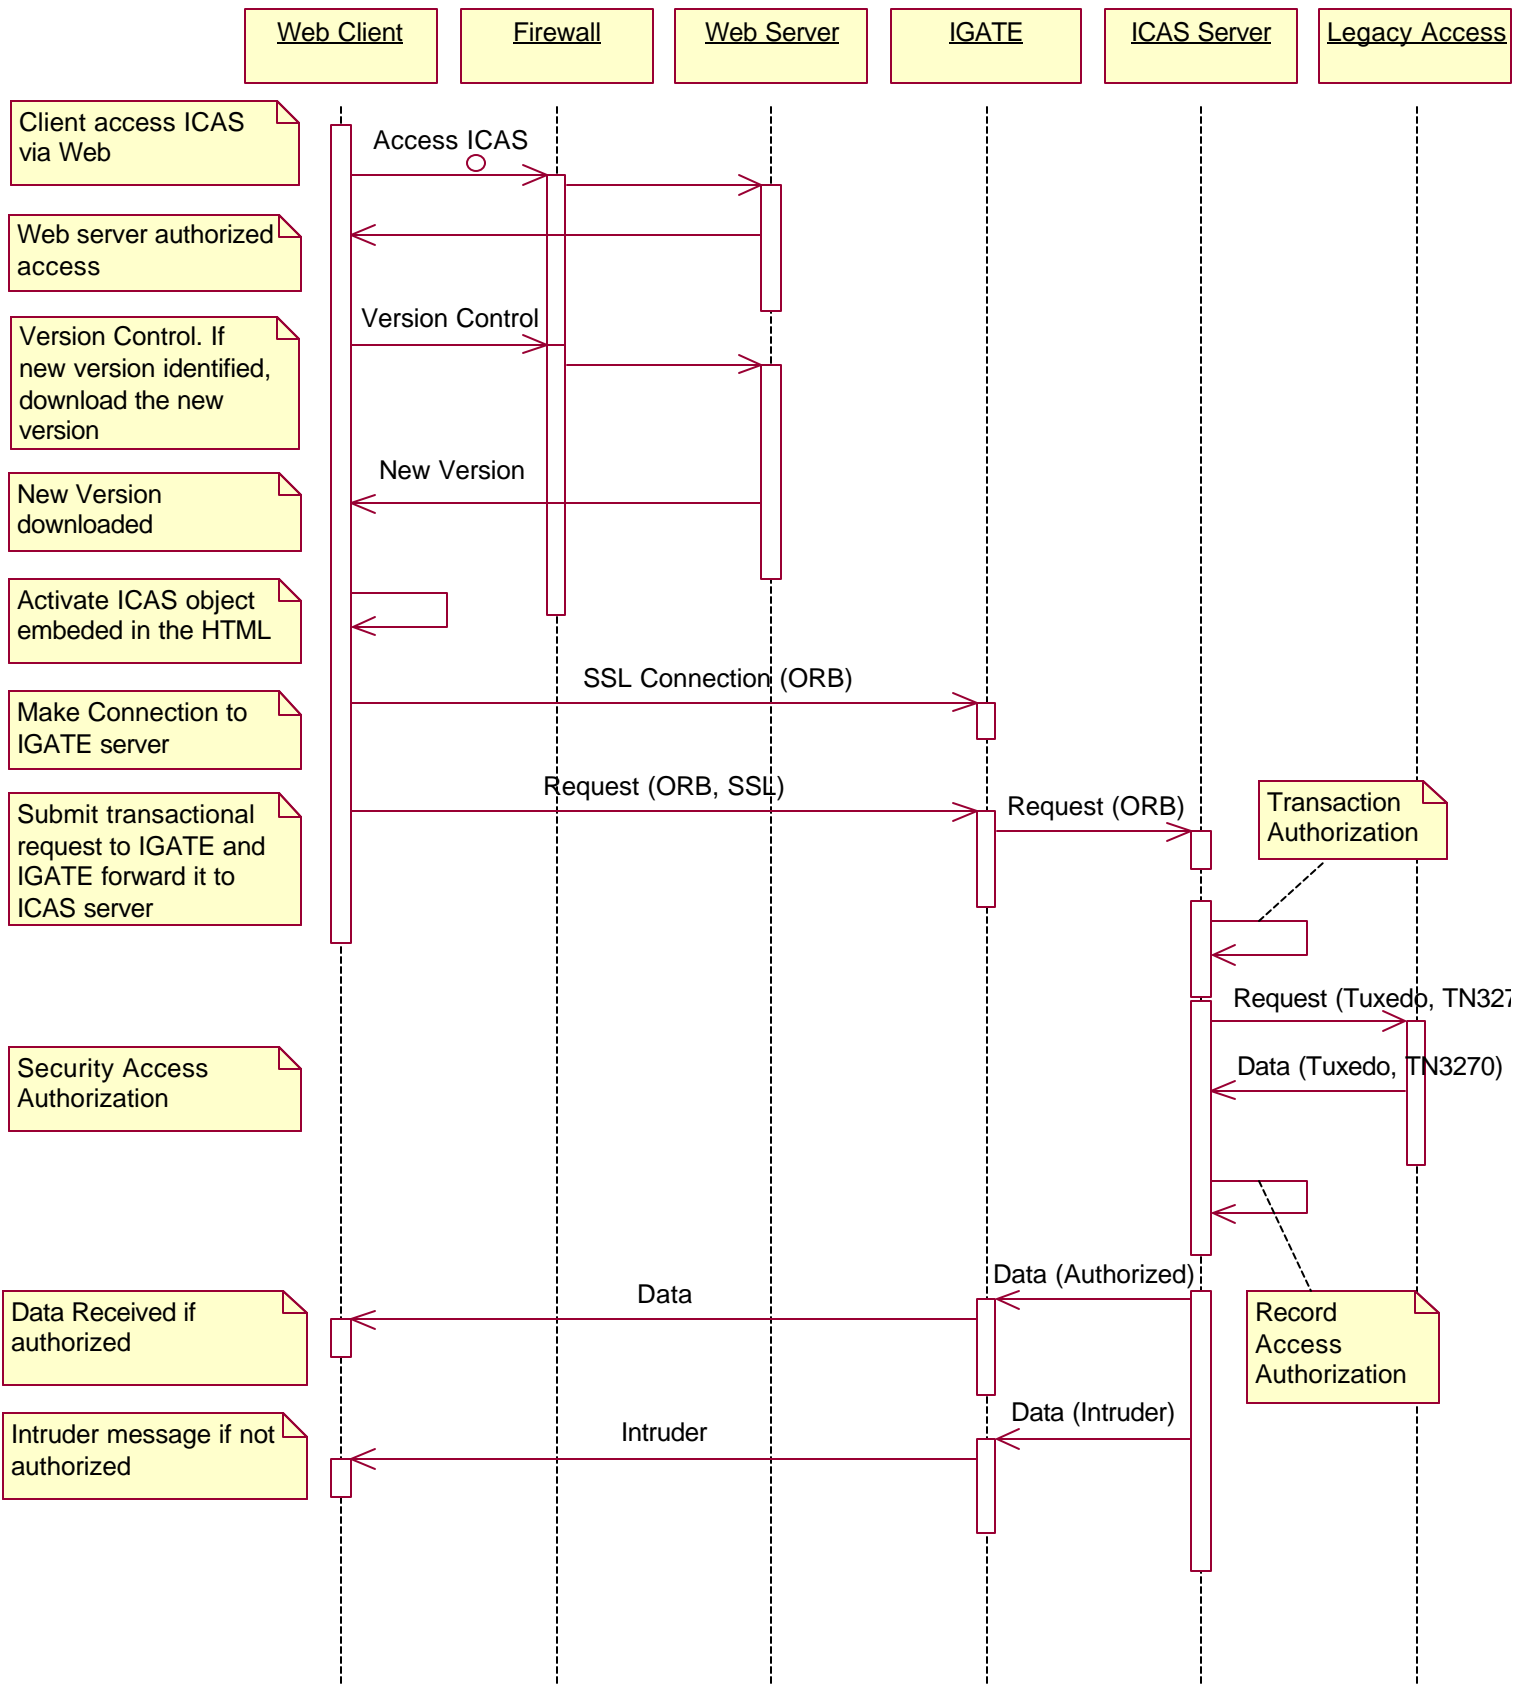 Web Client
Firewall
Web Server
IGATE
ICAS Server
Legacy Access
Client access ICAS
via Web
Access ICAS
Web server authorized
access
Version Control
Version Control. If
new version identified,
download the new
version
New Version
New Version
downloaded
Activate ICAS object
embeded in the HTML
SSL Connection (ORB)
Make Connection to
IGATE server
Request (ORB, SSL)
Request (ORB)
Transaction
Authorization
Submit transactional
request to IGATE and
IGATE forward it to
ICAS server
Request (Tuxedo, TN327
Data (Tuxedo, TN3270)
Security Access
Authorization
Data (Authorized)
Data
Data Received if
authorized
Record
Access
Authorization
Data (Intruder)
Intruder
Intruder message if not
authorized